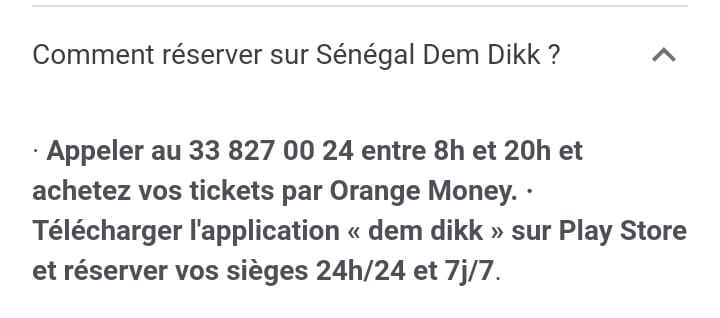 Comment réserver sur Sénégal Dem Dikk ?
· Appeler au 33 827 00 24 entre 8h et 20h et
achetez vos tickets par Orange Money. ·
Télécharger l'application « dem dikk » sur Play Store
et réserver vos sièges 24h/24 et 7j/7.